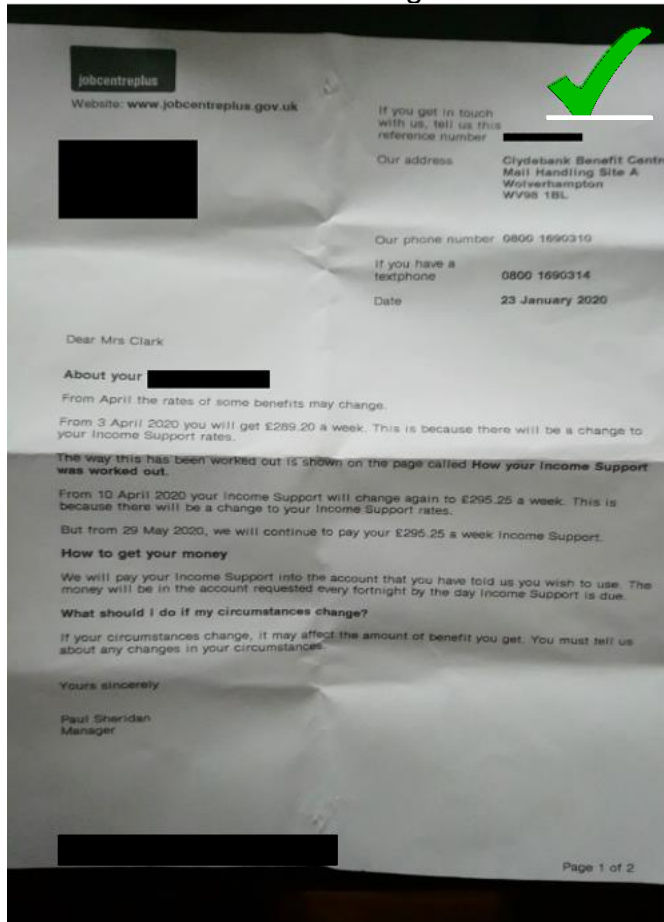 jobcentreplus
Website: www.jobcentreplus.gov.uk
If you get in touch
with us, tell us this
reference number
Our address Clydebank Benefit Centre
Mail Handling Site A
Wolverhampton
WV98 1BL
Our phone number 0800 1690310
If you have a
textphone 0800 1690314
Date 23 January 2020
Dear Mrs Clark
About your
From April the rates of some benefits may change.
From 3 April 2020 you will get £289.20 a week. This is because there will be a change to
your Income Support rates.
The way this has been worked out is shown on the page called How your Income Support
was worked out.
From 10 April 2020 your Income Support will change again to £295.25 a week. This is
because there will be a change to your Income Support rates.
But from 29 May 2020, we will continue to pay your £295.25 a week Income Support.
How to get your money
We will pay your Income Support into the account that you have told us you wish to use. The
money will be in the account requested every fortnight by the day Income Support is due.
What should I do if my circumstances change?
If your circumstances change, it may affect the amount of benefit you get. You must tell us
about any changes in your circumstances.
Yours sincerely
Paul Sheridan
Manager
Page 1 of 2